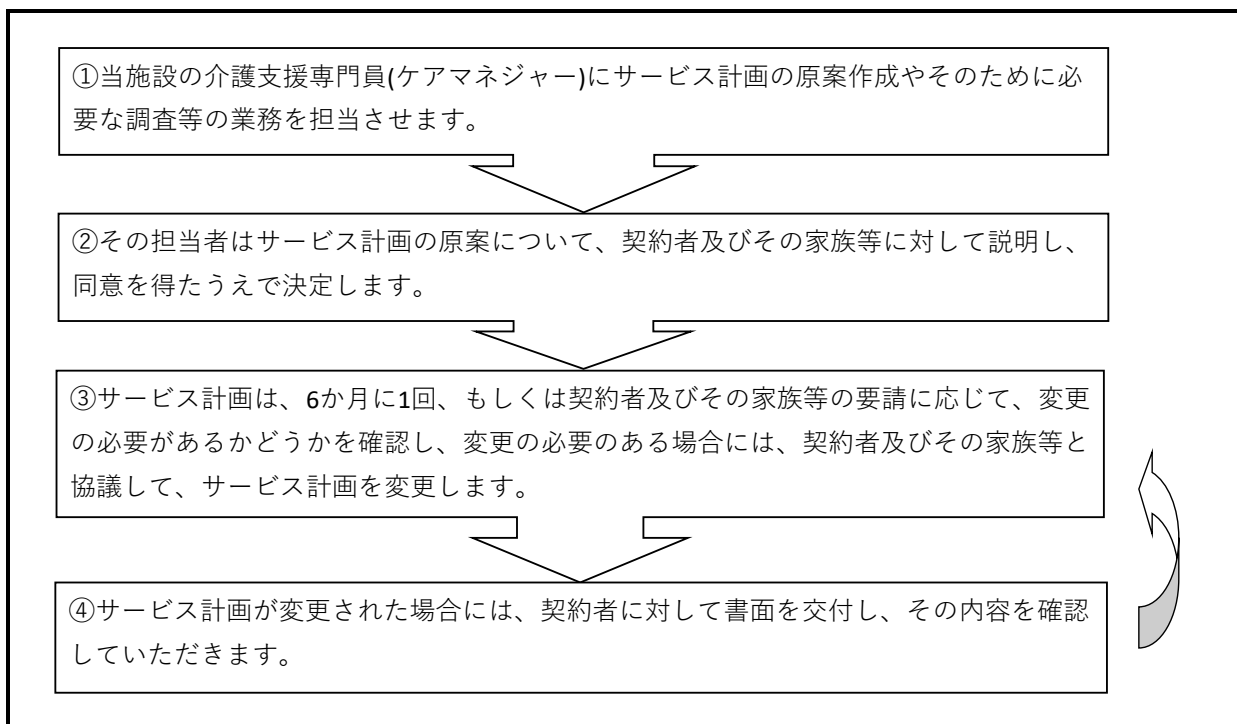 ①当施設の介護支援専門員(ケアマネジャー)にサービス計画の原案作成やそのために必
要な調査等の業務を担当させます。
②その担当者はサービス計画の原案について、契約者及びその家族等に対して説明し、
同意を得たうえで決定します。
③サービス計画は、6か月に1回、もしくは契約者及びその家族等の要請に応じて、変更
の必要があるかどうかを確認し、変更の必要のある場合には、契約者及びその家族等と
協議して、サービス計画を変更します。
④サービス計画が変更された場合には、契約者に対して書面を交付し、その内容を確認
していただきます。